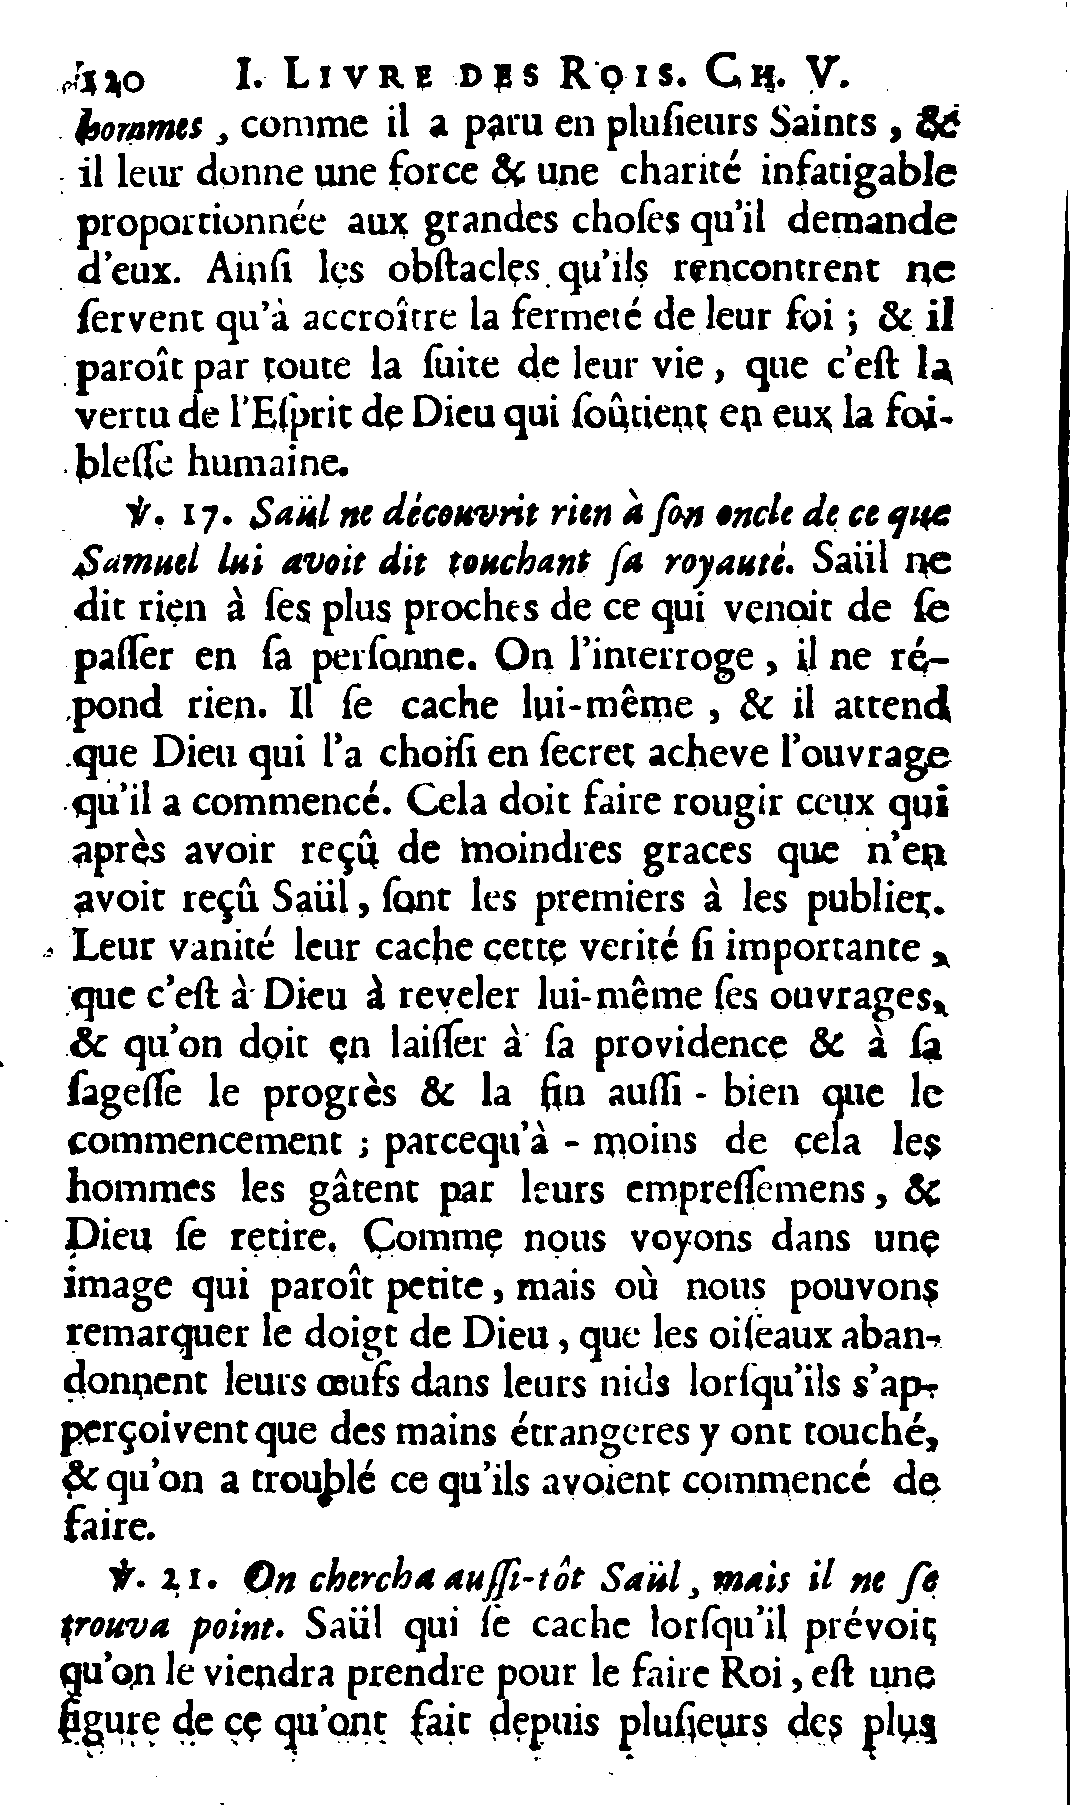 120 I. LIVRE DES ROIS. CH. V.
hommes, comme il a paru en pluſieurs Saints, &
il leur donne une force & une charité infatigable
proportionnée aux grandes choſes qu'il demande
d'eux. Ainſi les obſtacles qu'ils rencontrent ne
ſervent qu'à accroître la fermeté de leur foi ; & il
paroît par toute la ſuite de leur vie, que c'eſt la
vertu de l'Eſprit de Dieu qui ſoûtient en eux la foi-
bleſſe humaine.
℣. 17. Saül ne découvrit rien à ſon oncle de ce que
Samuel lui avoit dit touchant ſa royauté. Saül ne
dit rien à ſes plus proches de ce qui venoit de ſe
paſſer en ſa perſonne. On l'interroge, il ne ré-
pond rien. Il ſe cache lui-même, & il attend
que Dieu qui l'a choiſi en ſecret acheve l'ouvrage
qu'il a commencé. Cela doit faire rougir ceux qui
après avoir reçû de moindres graces que n'en
avoit reçû Saül, ſont les premiers à les publier.
Leur vanité leur cache cette verité ſi importante,
que c'eſt à Dieu à reveler lui-même ſes ouvrages,
& qu'on doit en laiſſer à ſa providence & à ſa
ſageſſe le progrès & la fin auſſi - bien que le
commencement ; parcequ'à - moins de cela les
hommes les gâtent par leurs empreſſemens, &
Dieu ſe retire. Comme nous voyons dans une
image qui paroît petite, mais où nous pouvons
remarquer le doigt de Dieu, que les oiſeaux aban-
donnent leurs œufs dans leurs nids lorſqu'ils s'ap-
perçoivent que des mains étrangeres y ont touché,
& qu'on a troublé ce qu'ils avoient commencé de
faire.
℣. 21. On chercha auſſi-tôt Saül, mais il ne ſe
trouva point. Saül qui ſe cache lorſqu'il prévoit
qu'on le viendra prendre pour le faire Roi, eſt une
figure de ce qu'ont fait depuis pluſieurs des plus